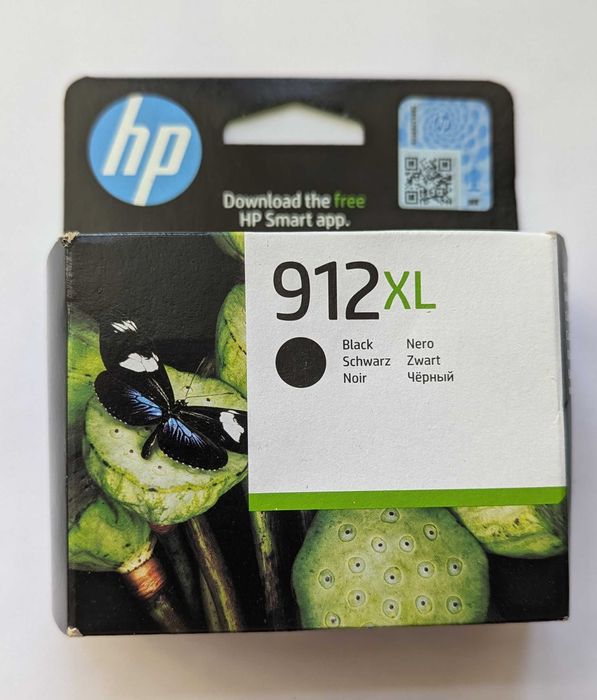 hp
Download the free
HP Smart app.
912XL
Black Nero
Schwarz Zwart
Noir Чёрный